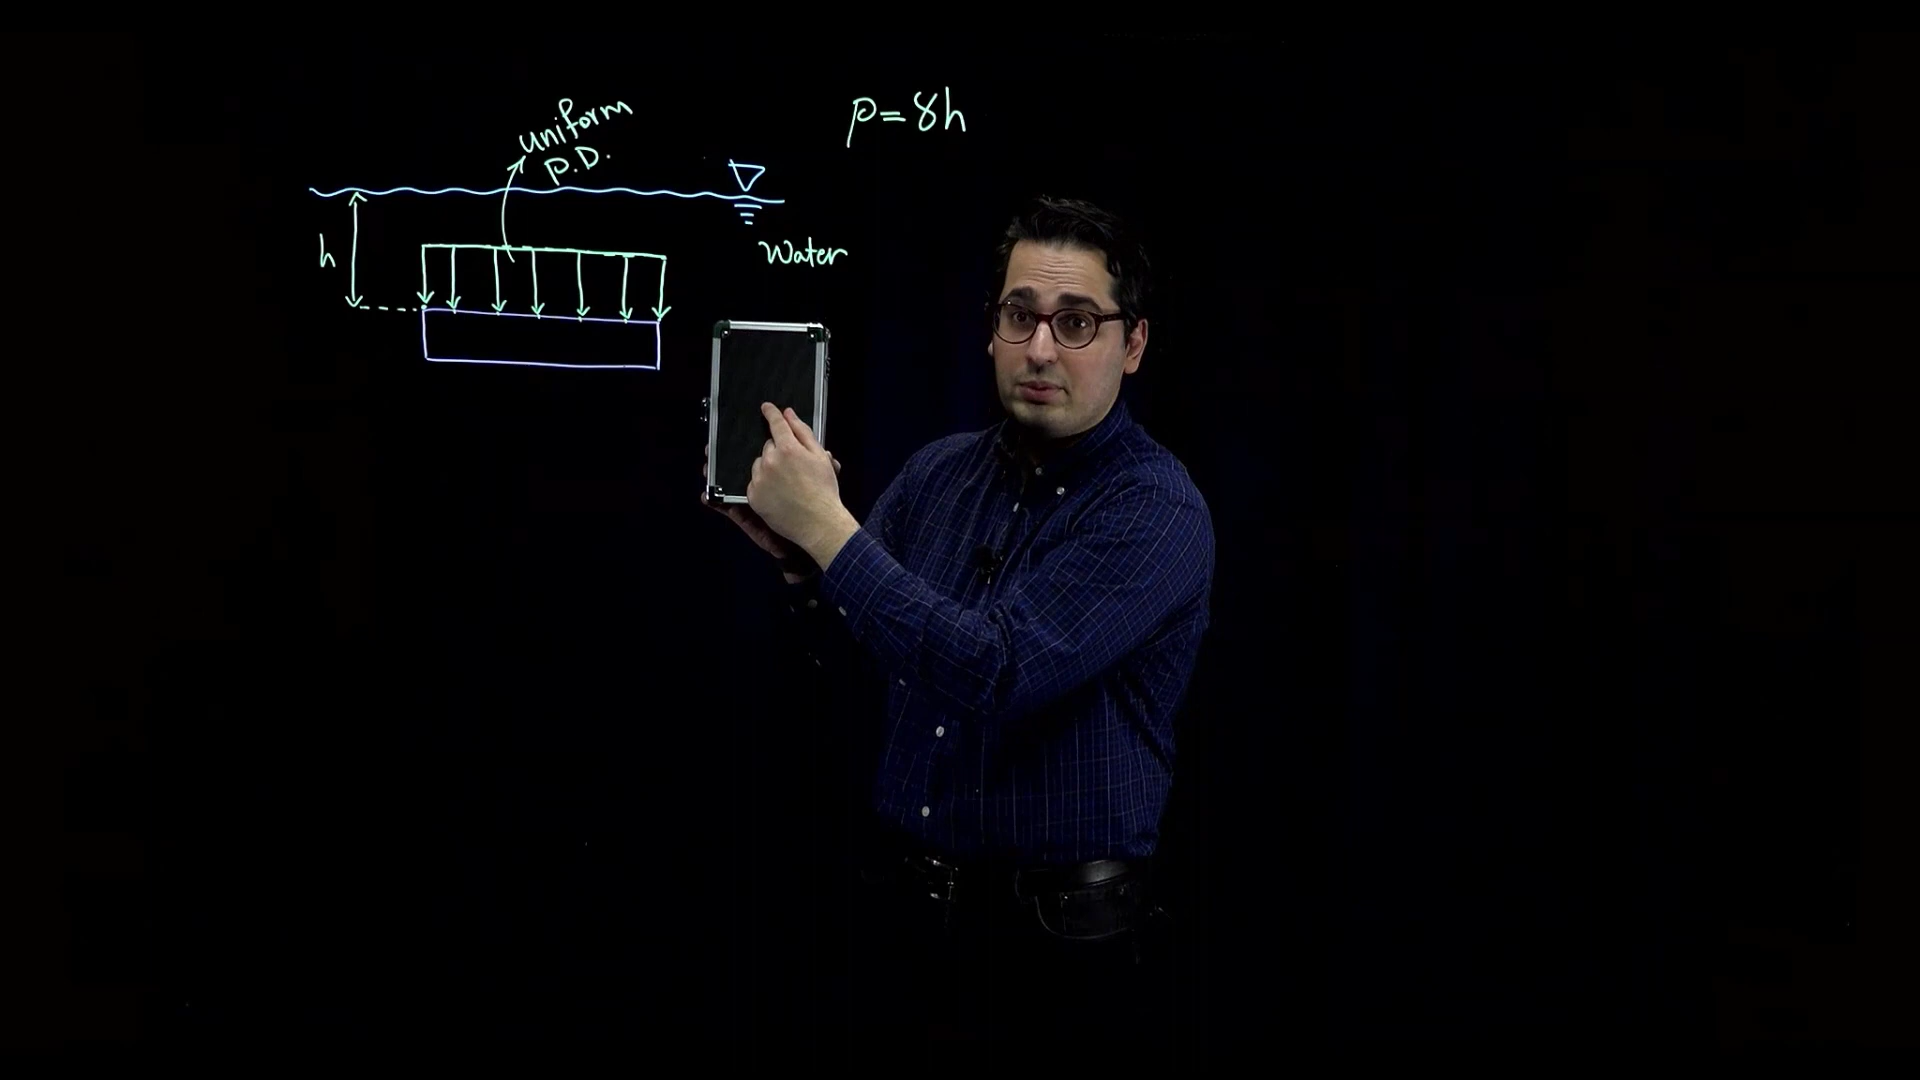 uniform
P.D.
p=γh
h
Water